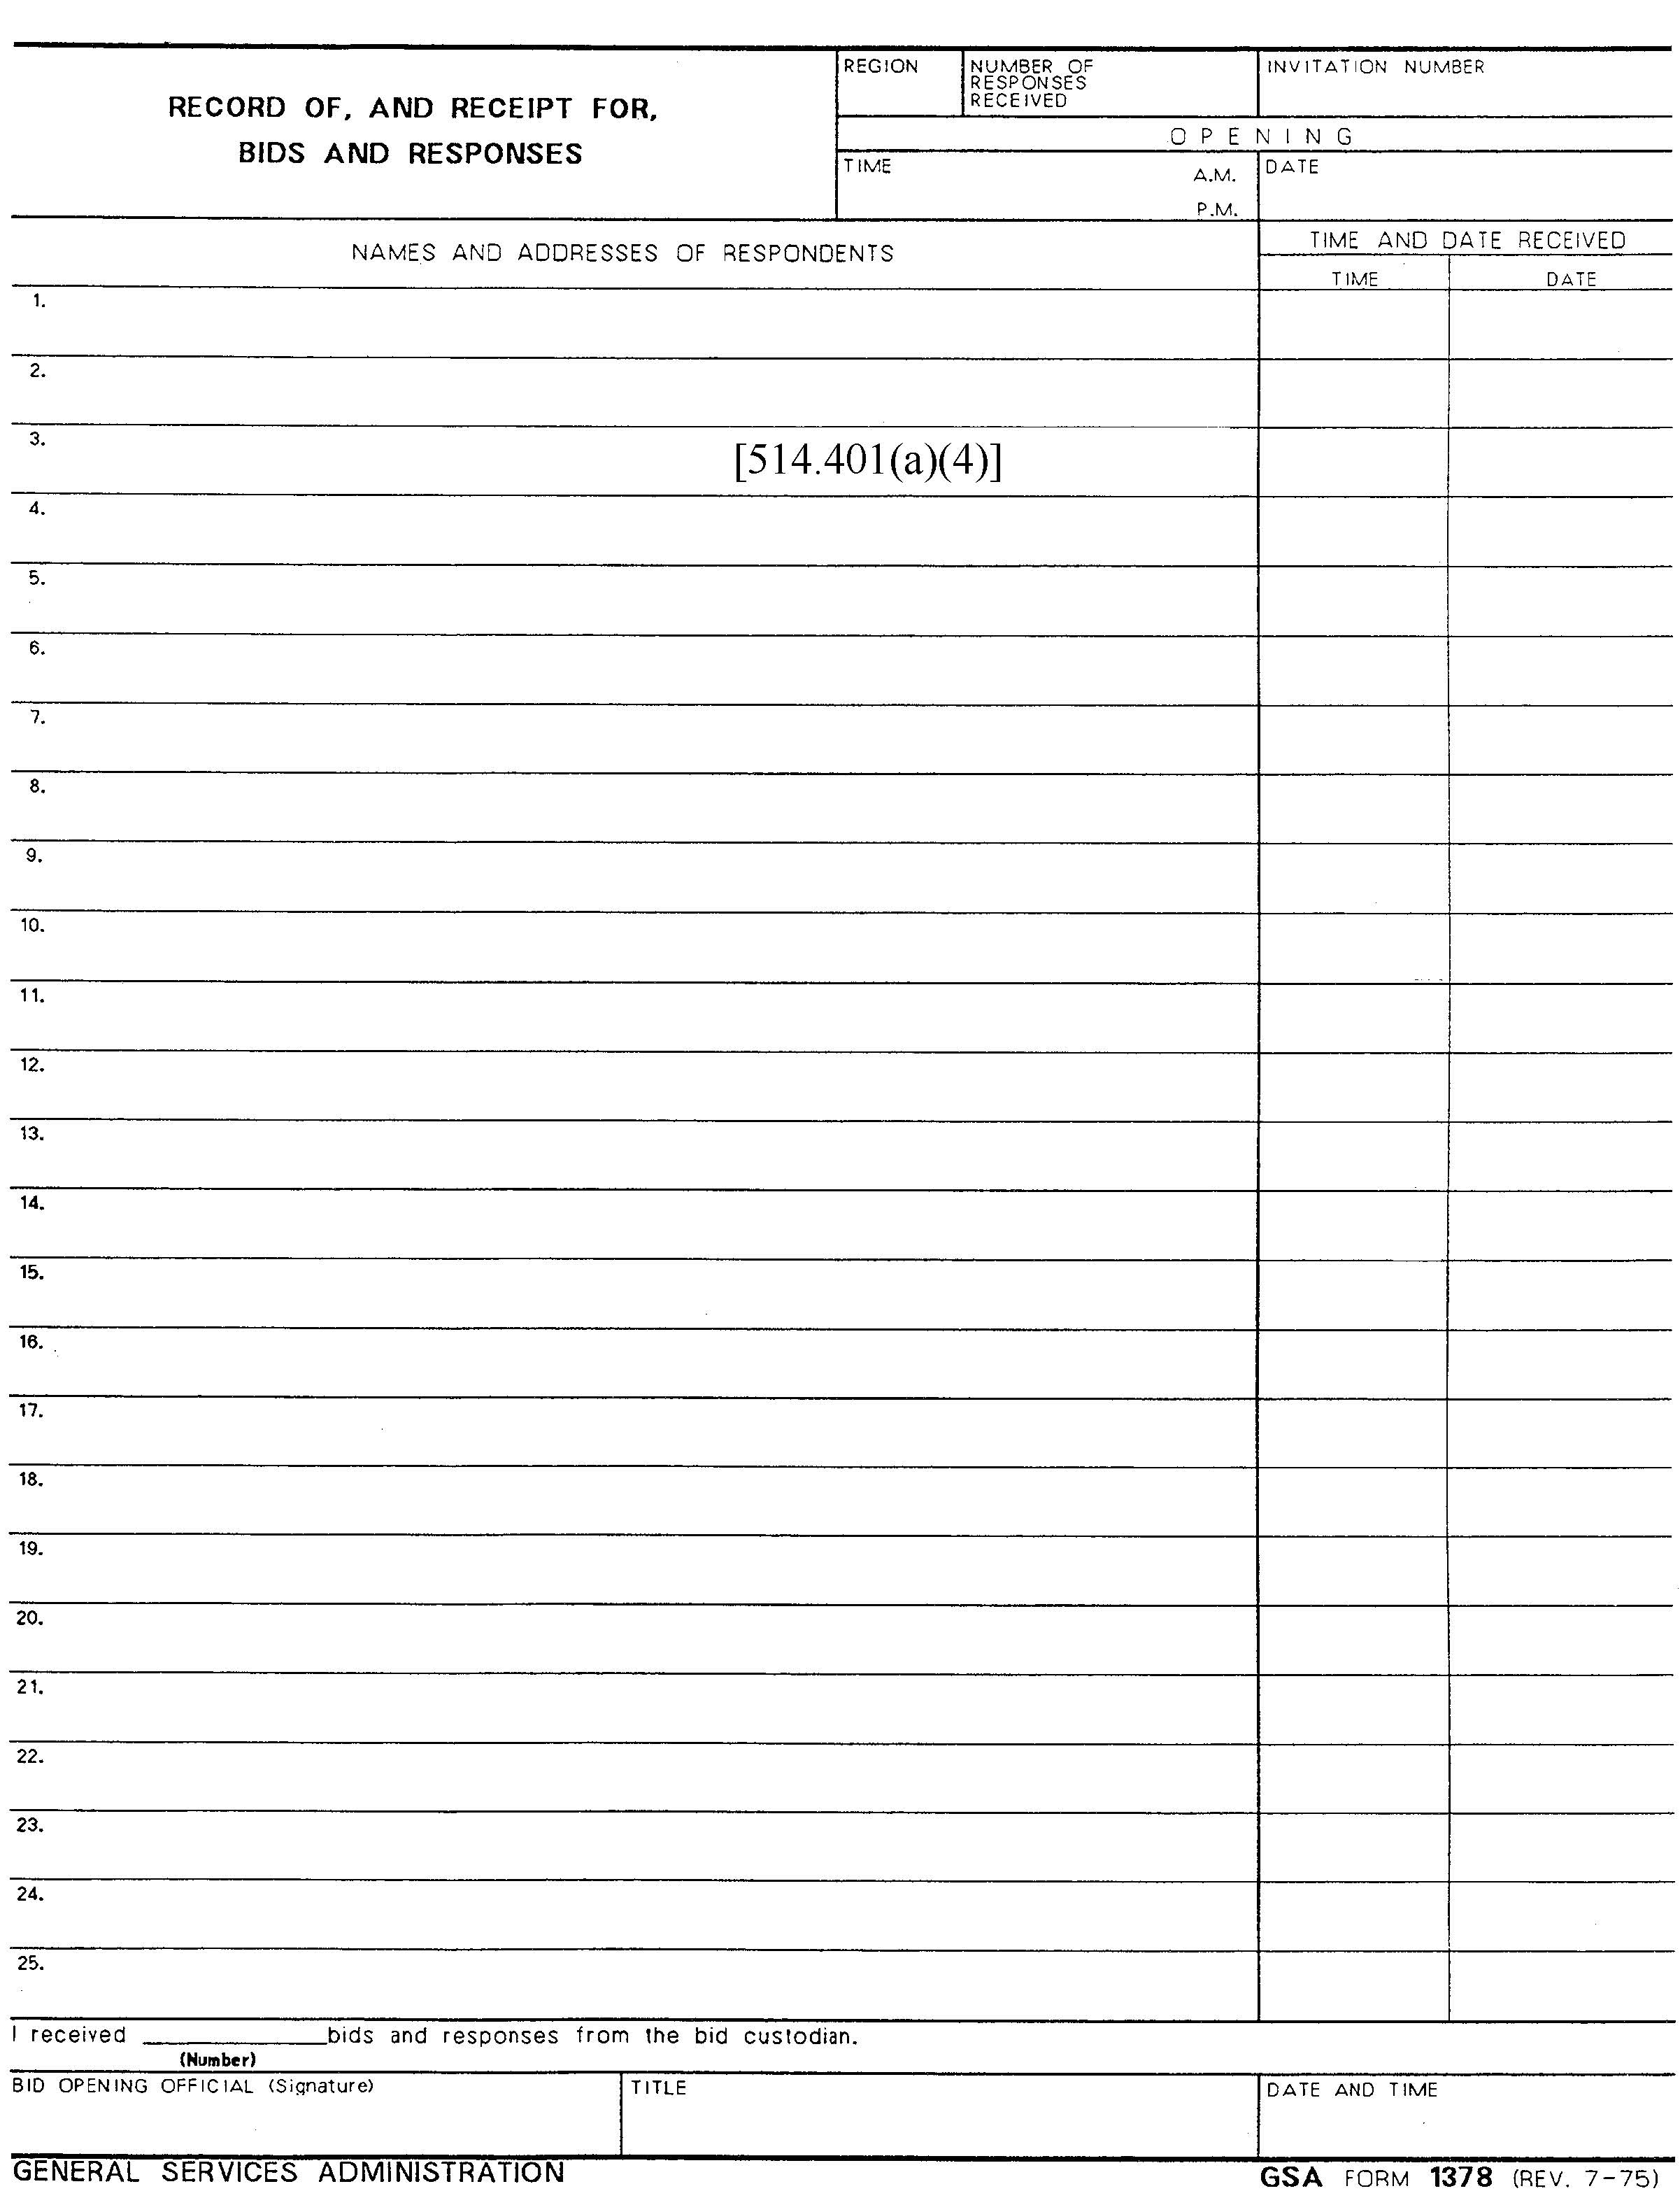 RECORD OF, AND RECEIPT FOR,
BIDS AND RESPONSES
REGION
NUMBER OF
RESPONSES
RECEIVED
INVITATION NUMBER
OPENING
TIME
A.M.
P.M.
DATE
NAMES AND ADDRESSES OF RESPONDENTS
TIME AND DATE RECEIVED
TIME
DATE
1.
2.
3.
[514.401(a)(4)]
4.
5.
6.
7.
8.
9.
10.
11.
12.
13.
14.
15.
16.
17.
18.
19.
20.
21.
22.
23.
24.
25.
I received ____________bids and responses from the bid custodian.
(Number)
BID OPENING OFFICIAL (Signature)
TITLE
DATE AND TIME
GENERAL SERVICES ADMINISTRATION
GSA FORM 1378 (REV. 7-75)